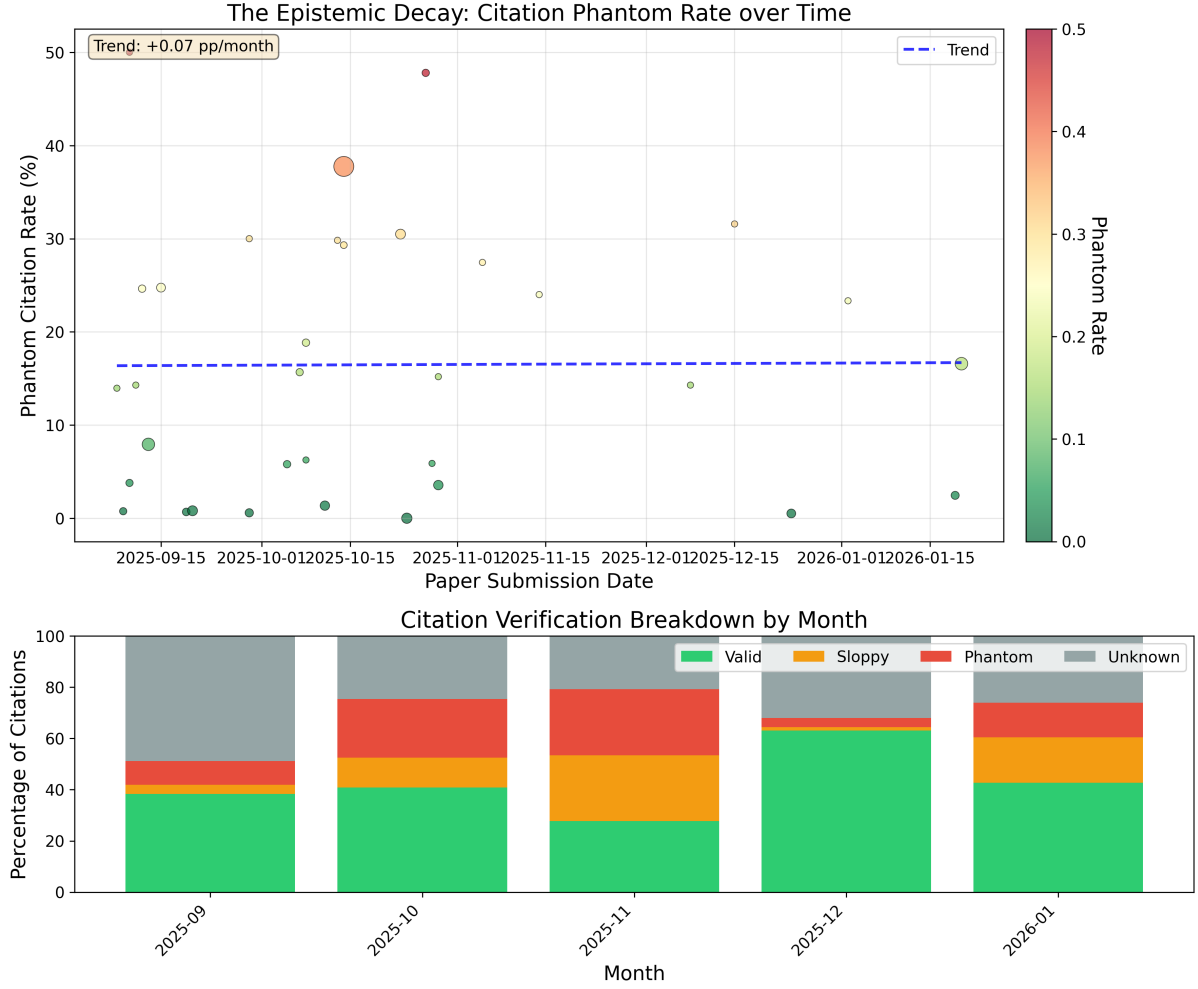 The Epistemic Decay: Citation Phantom Rate over Time
Trend: +0.07 pp/month
Trend
Phantom Citation Rate (%)
50
40
30
20
10
0
2025-09-15 2025-10-01 2025-10-15 2025-11-01 2025-11-15 2025-12-01 2025-12-15 2026-01-01 2026-01-15
Paper Submission Date
0.5
0.4
0.3
0.2
0.1
0.0
Phantom Rate
Citation Verification Breakdown by Month
Valid Sloppy Phantom Unknown
Percentage of Citations
100
80
60
40
20
0
2025-09 2025-10 2025-11 2025-12 2026-01
Month